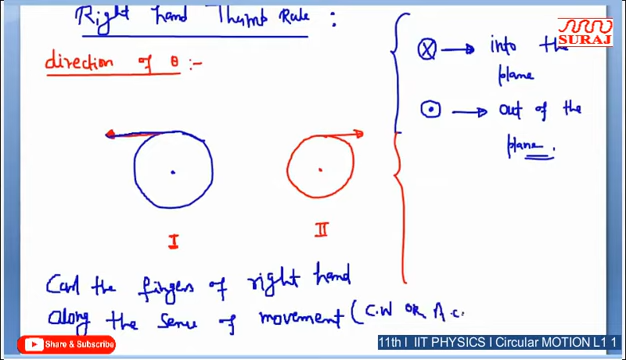 Right hand Thumb Rule :
direction of θ :-
ⓧ → into the
plane
⊙ → out of the
plane.
I
II
Curl the fingers of right hand
along the sense of movement (C.W OR A.C.
SURAJ
Share & Subscribe
11th I IIT PHYSICS I Circular MOTION L1 1